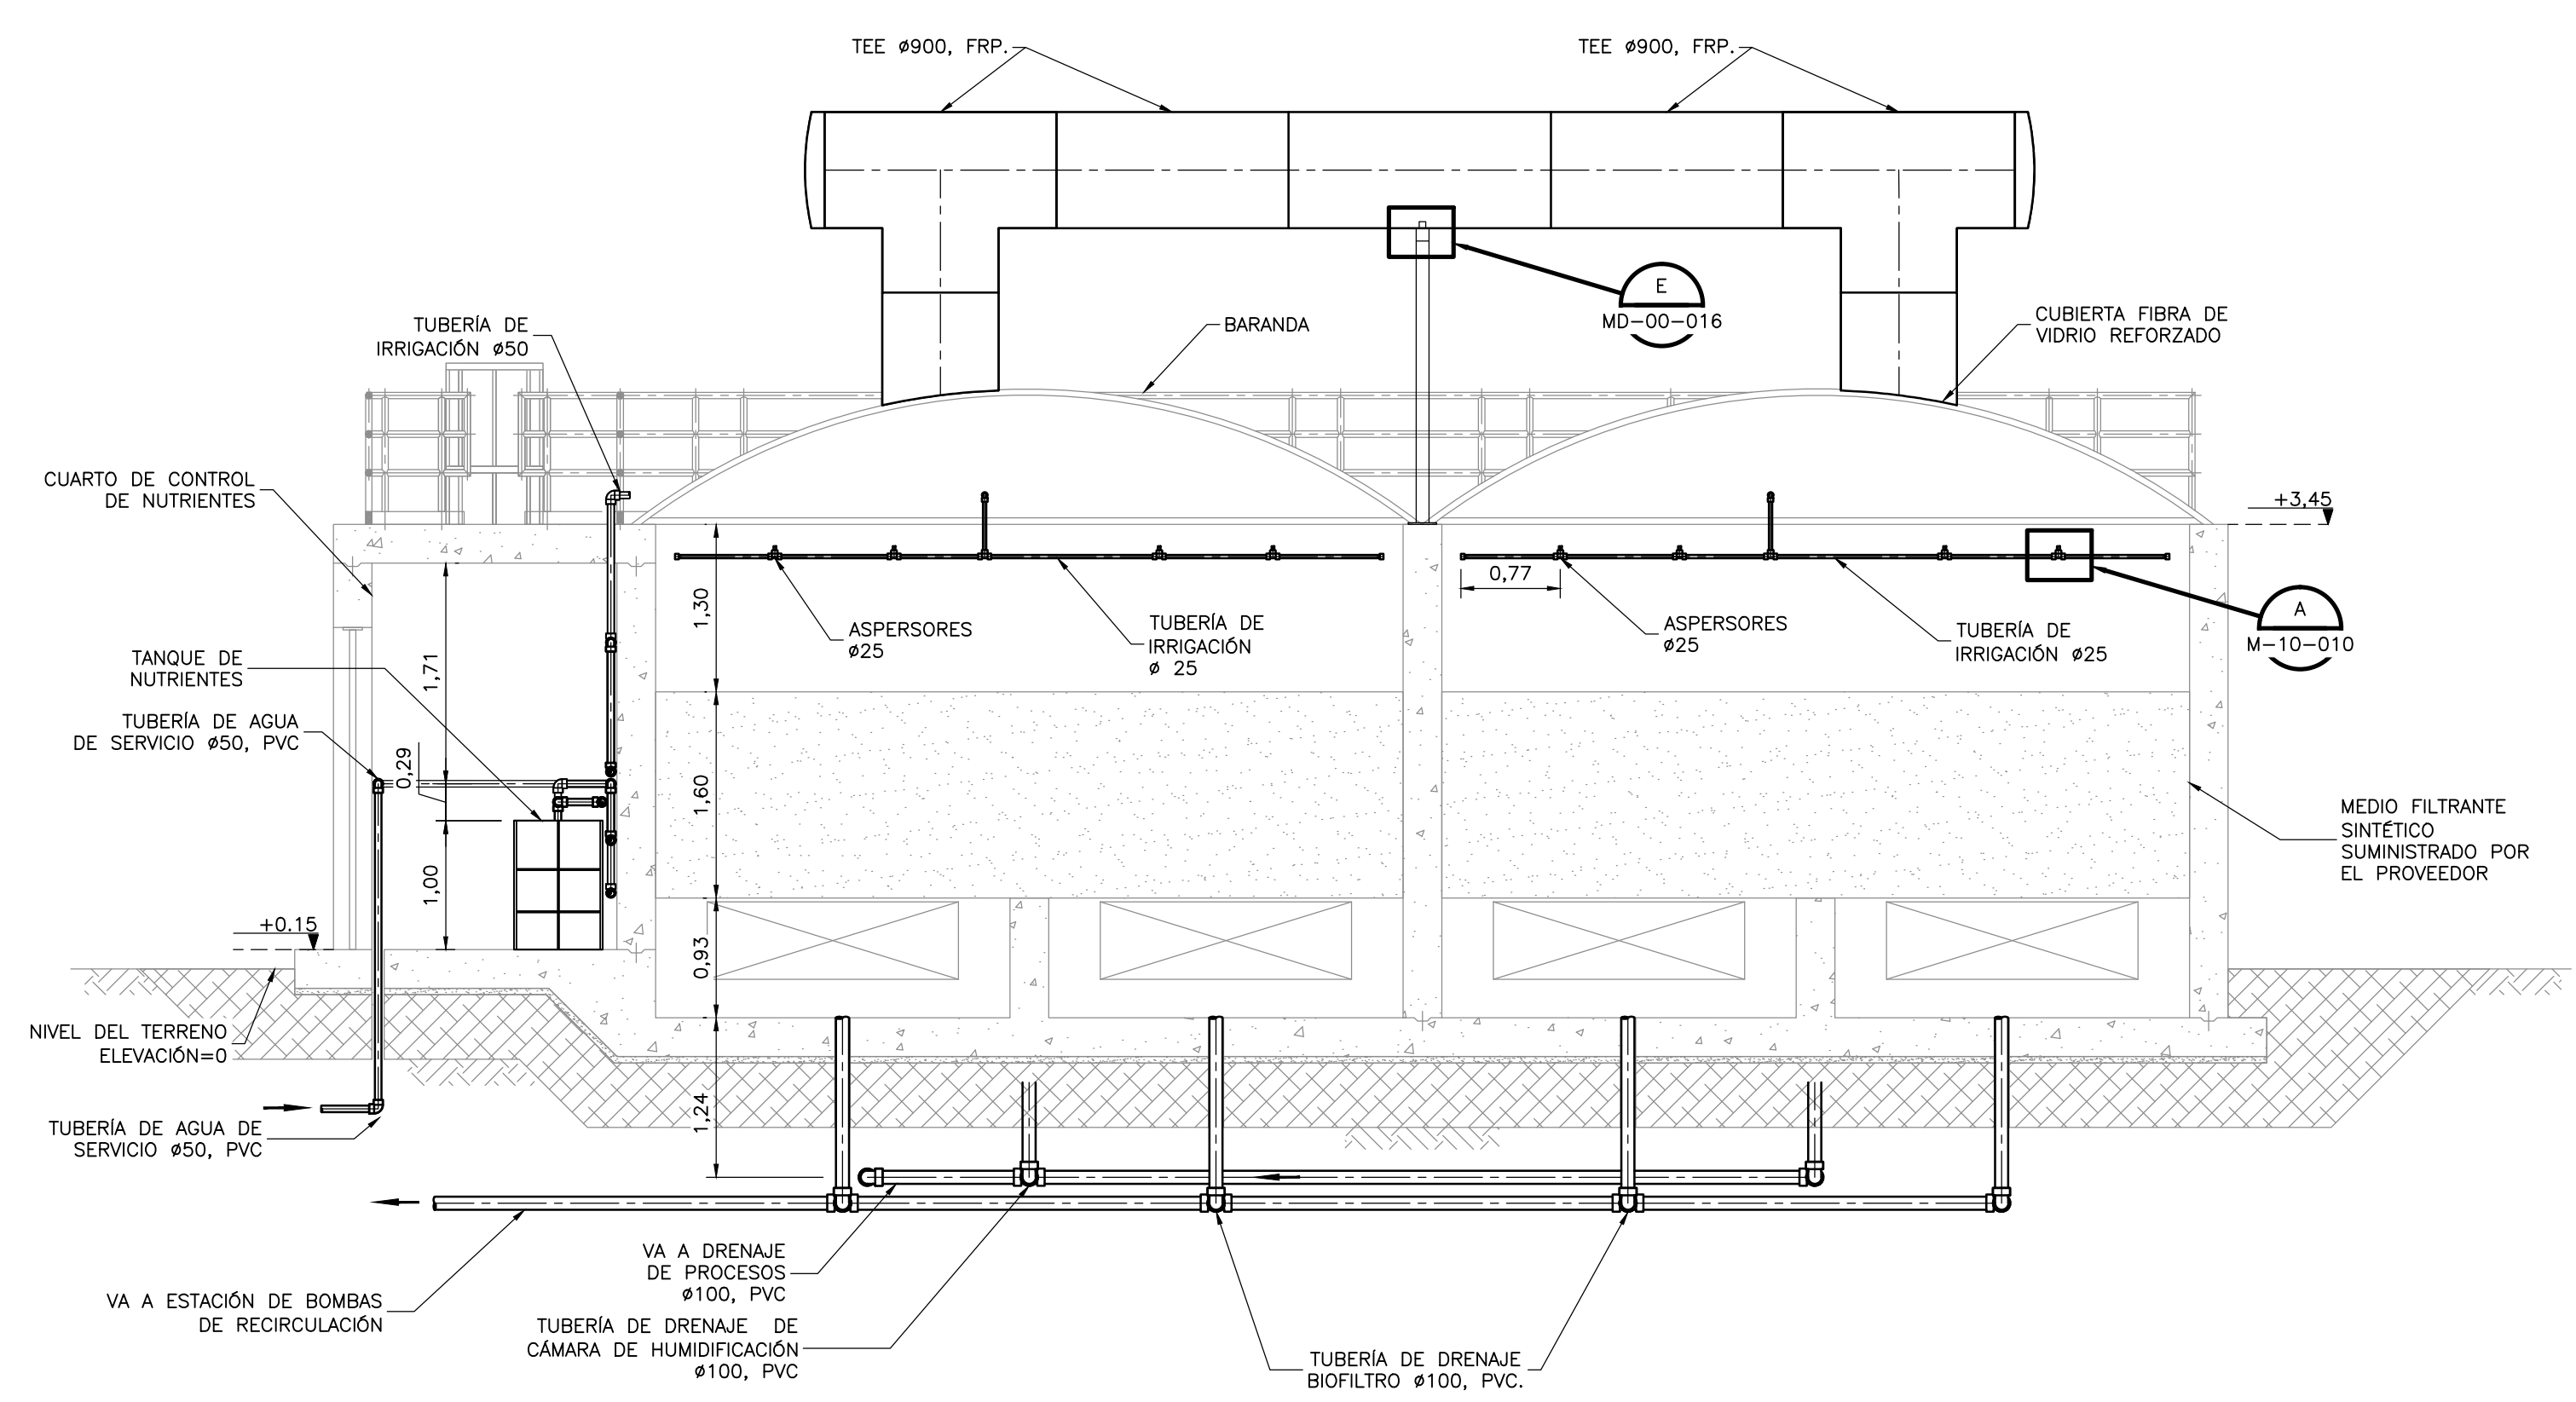 TEE Ø900, FRP.
TEE Ø900, FRP.
E
MD-00-016
TUBERÍA DE
IRRIGACIÓN Ø50
BARANDA
CUBIERTA FIBRA DE
VIDRIO REFORZADO
CUARTO DE CONTROL
DE NUTRIENTES
+3,45
0,77
1,30
ASPERSORES
Ø25
TUBERÍA DE
IRRIGACIÓN
Ø 25
ASPERSORES
Ø25
TUBERÍA DE
IRRIGACIÓN Ø25
A
M-10-010
TANQUE DE
NUTRIENTES
1,71
TUBERÍA DE AGUA
DE SERVICIO Ø50, PVC
0,29
1,60
MEDIO FILTRANTE
SINTÉTICO
SUMINISTRADO POR
EL PROVEEDOR
1,00
+0.15
0,93
NIVEL DEL TERRENO
ELEVACIÓN=0
1,24
TUBERÍA DE AGUA DE
SERVICIO Ø50, PVC
VA A DRENAJE
DE PROCESOS
Ø100, PVC
VA A ESTACIÓN DE BOMBAS
DE RECIRCULACIÓN
TUBERÍA DE DRENAJE DE
CÁMARA DE HUMIDIFICACIÓN
Ø100, PVC
TUBERÍA DE DRENAJE
BIOFILTRO Ø100, PVC.